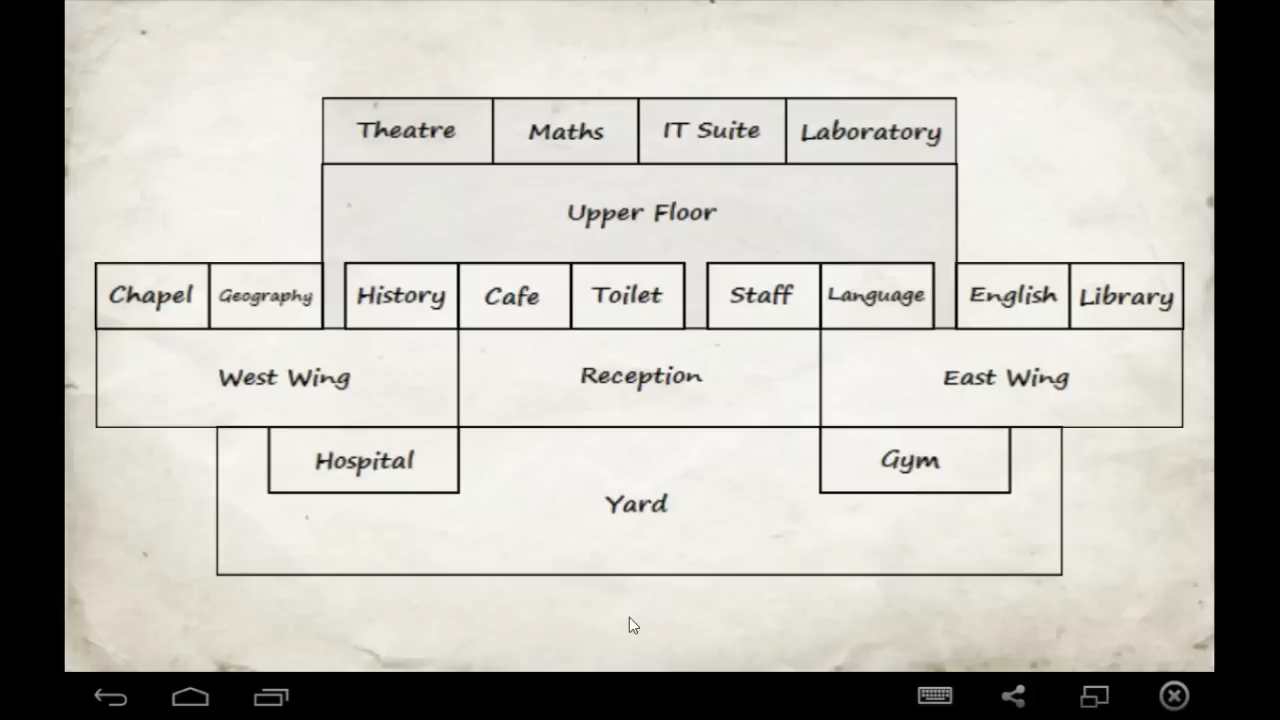 Theatre Maths IT Suite Laboratory
Upper Floor
Chapel Geography History Cafe Toilet Staff Language English Library
West Wing Reception East Wing
Hospital Gym
Yard